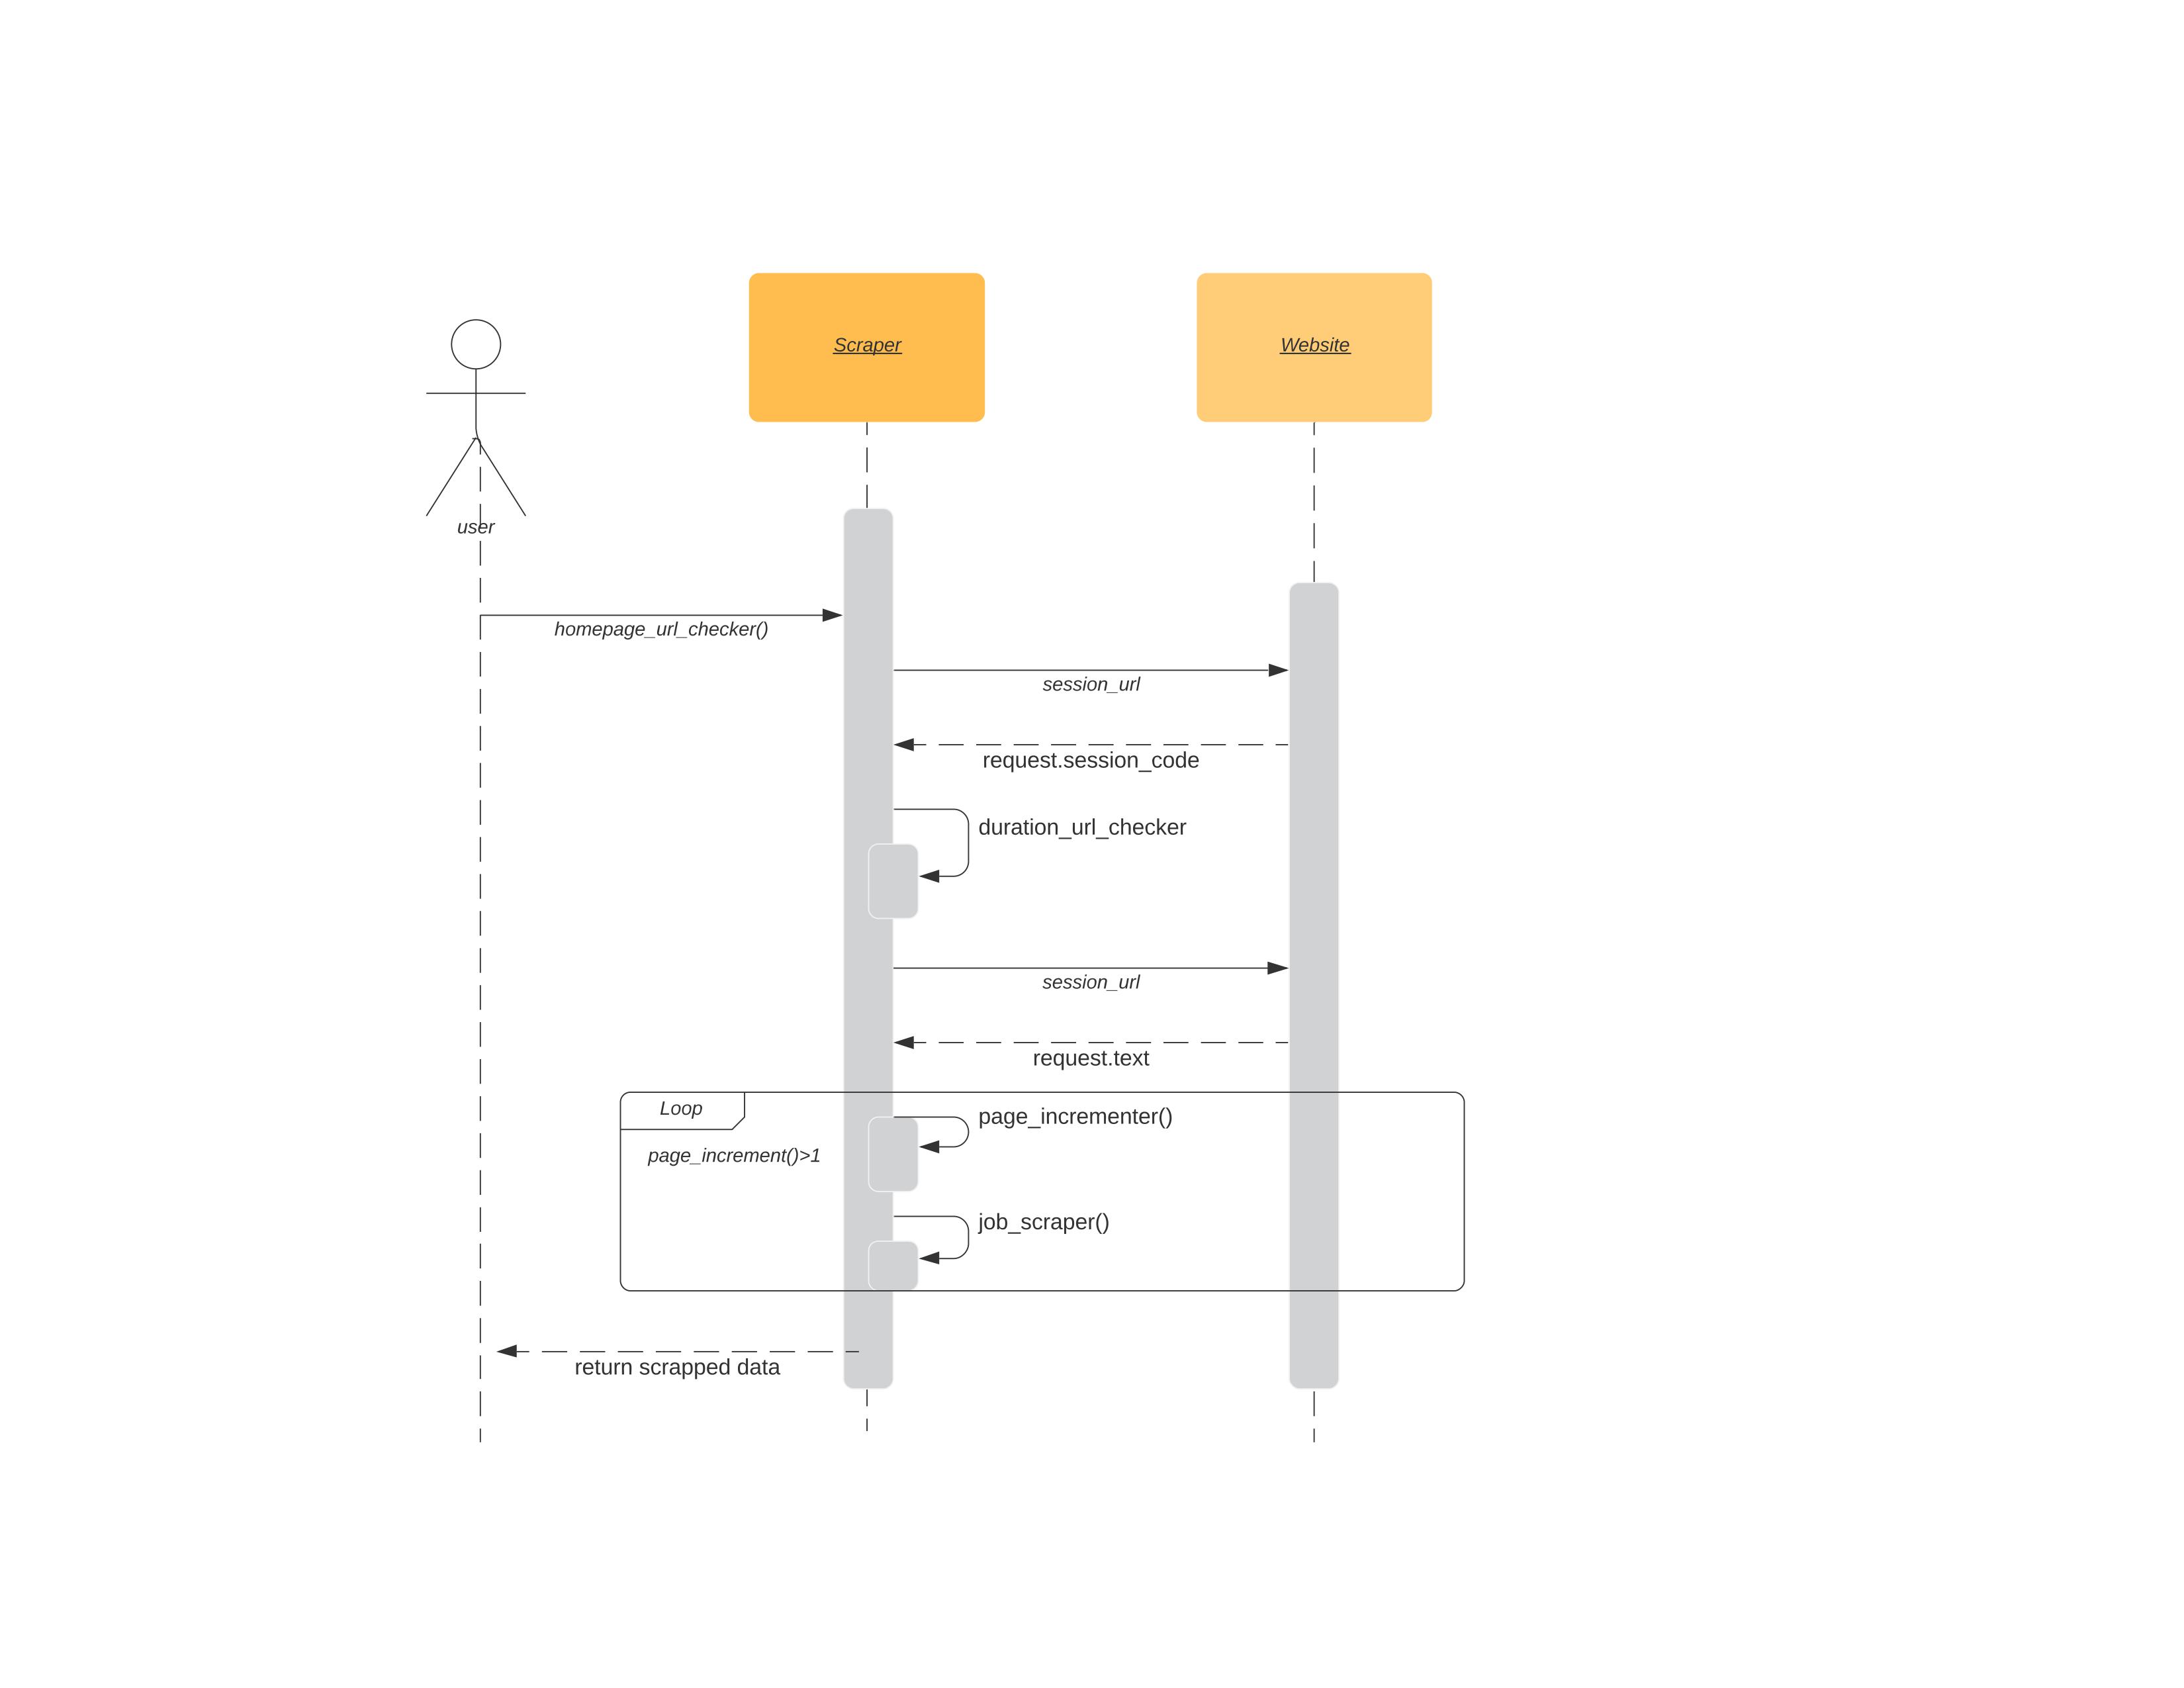 Scraper
Website
user
homepage_url_checker()
session_url
request.session_code
duration_url_checker
session_url
request.text
Loop
page_incrementer()
page_increment()>1
job_scraper()
return scrapped data